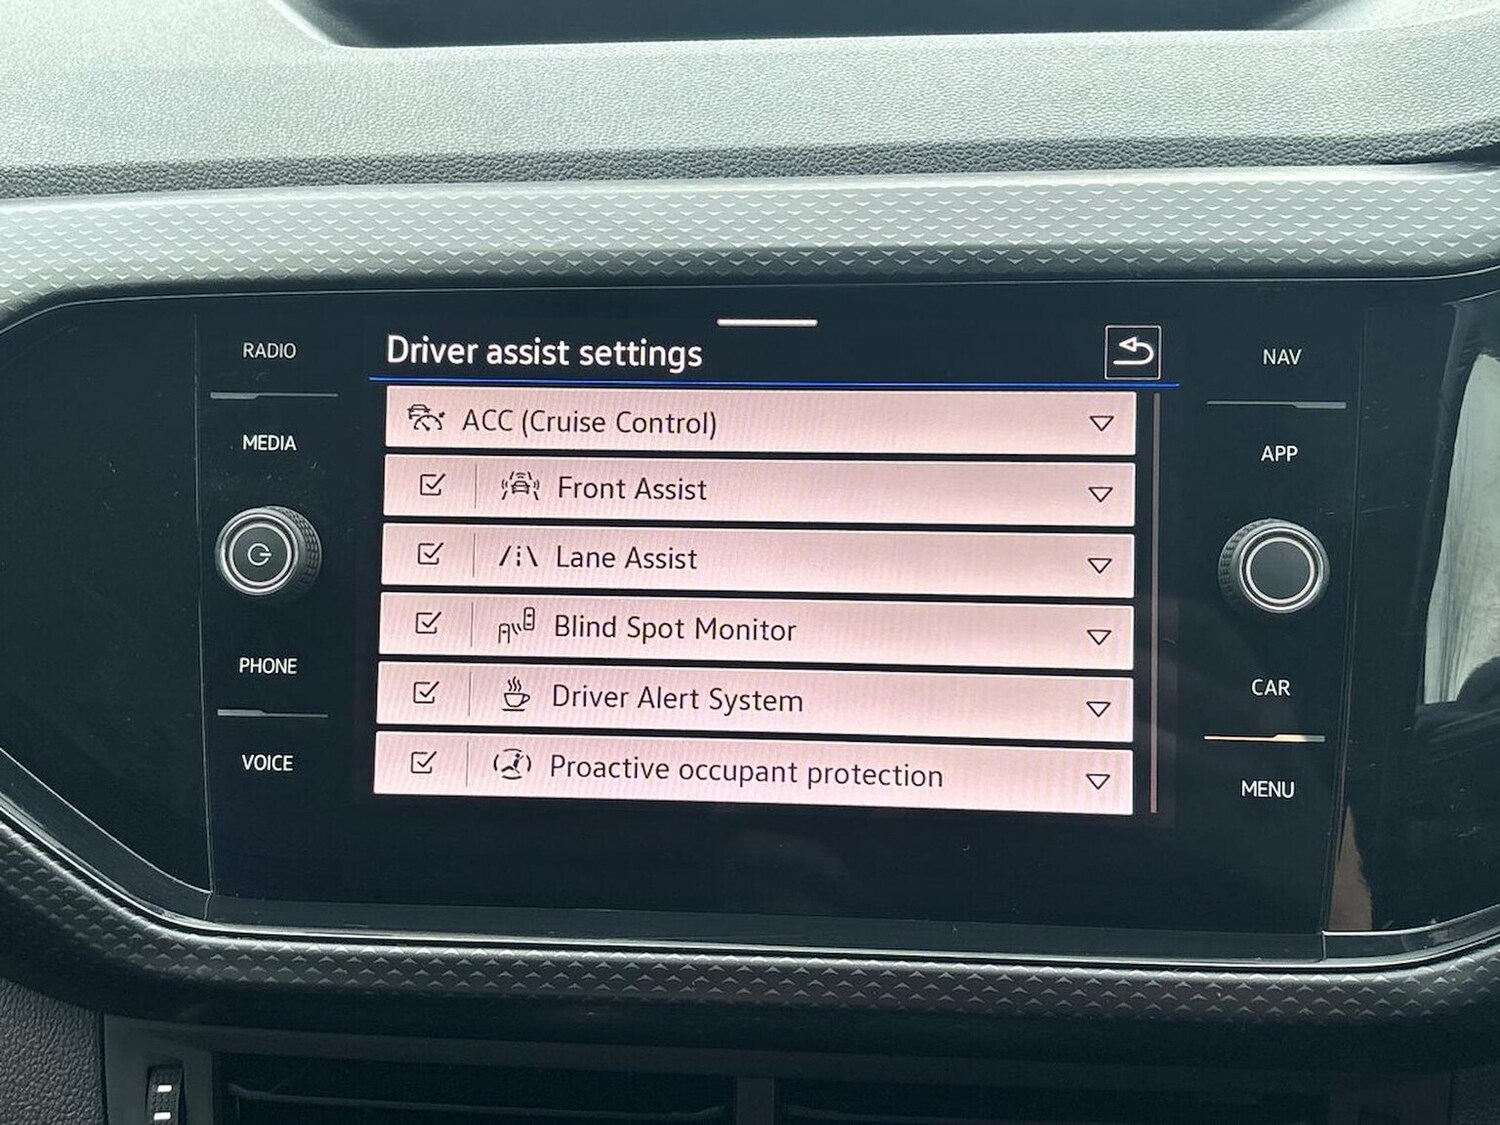 Driver assist settings
ACC (Cruise Control)
Front Assist
Lane Assist
Blind Spot Monitor
Driver Alert System
Proactive occupant protection
RADIO
MEDIA
PHONE
VOICE
NAV
APP
CAR
MENU